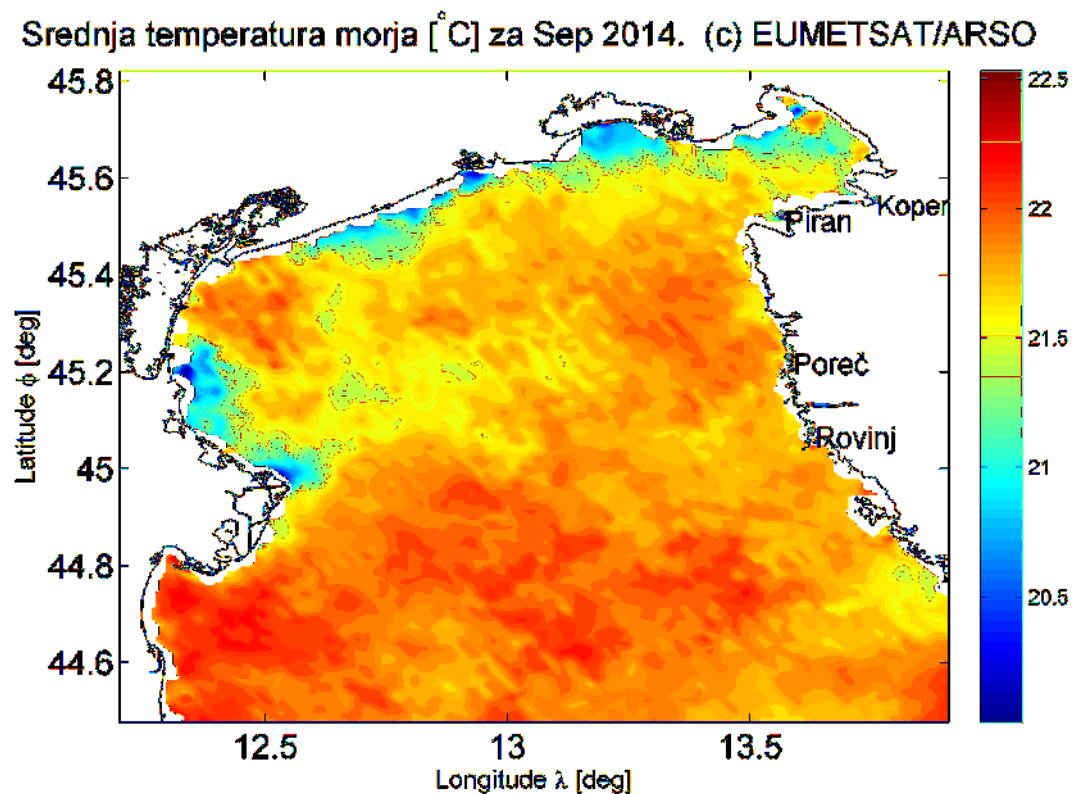 Srednja temperatura morja [°C] za Sep 2014. (c) EUMETSAT/ARSO
45.8
45.6
45.4
45.2
45
44.8
44.6
Latitude ϕ [deg]
Koper
Piran
Poreč
Rovinj
12.5
13
13.5
Longitude λ [deg]
22.5
22
21.5
21
20.5